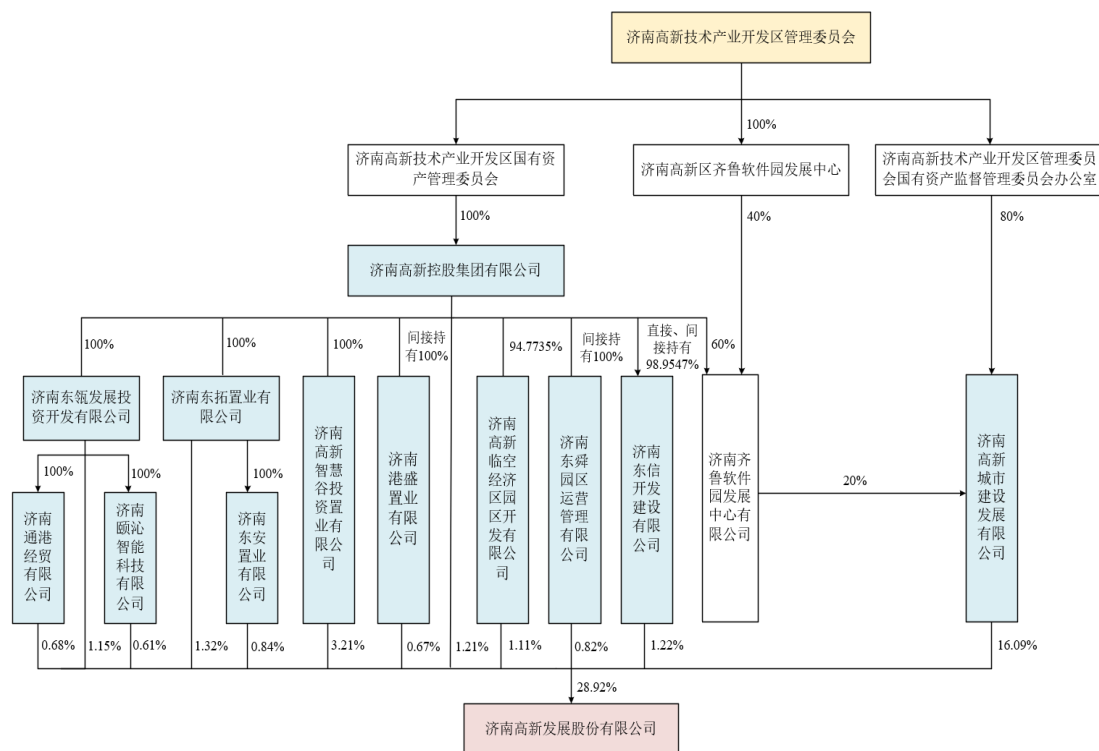 济南高新技术产业开发区管理委员会
100%
济南高新技术产业开发区国有资
产管理委员会
济南高新区齐鲁软件园发展中心
济南高新技术产业开发区管理委员
会国有资产监督管理委员会办公室
100%
40%
80%
济南高新控股集团有限公司
100%
100%
100%
间接持
有100%
94.7735%
间接持
有100%
直接、间
接持有
98.9547%
60%
济南东瓴发展投
资开发有限公司
济南东拓置业有
限公司
济南
高新
智慧
谷投
资置
业有
限公
司
济南
港盛
置业
有限
公司
济南
高新
临空
经济
区园
区开
发有
限公
司
济南
东舜
园区
运营
管理
有限
公司
济南
东信
开发
建设
有限
公司
济南齐
鲁软件
园发展
中心有
限公司
济南
高新
城市
建设
发展
有限
公司
100%
100%
100%
20%
济南
通港
经贸
有限
公司
济南
颐沁
智能
科技
有限
公司
济南
东安
置业
有限
公司
0.68%
1.15%
0.61%
1.32%
0.84%
3.21%
0.67%
1.21%
1.11%
0.82%
1.22%
16.09%
28.92%
济南高新发展股份有限公司